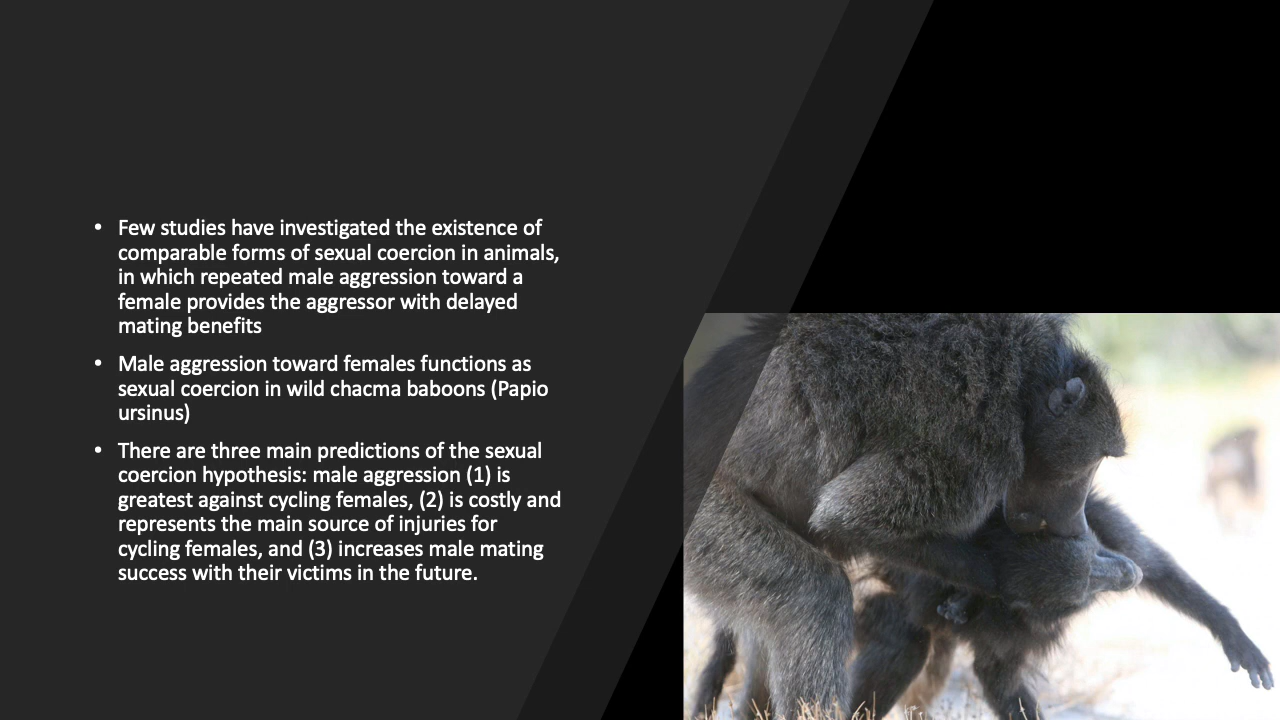 • Few studies have investigated the existence of
comparable forms of sexual coercion in animals,
in which repeated male aggression toward a
female provides the aggressor with delayed
mating benefits
• Male aggression toward females functions as
sexual coercion in wild chacma baboons (Papio
ursinus)
• There are three main predictions of the sexual
coercion hypothesis: male aggression (1) is
greatest against cycling females, (2) is costly and
represents the main source of injuries for
cycling females, and (3) increases male mating
success with their victims in the future.